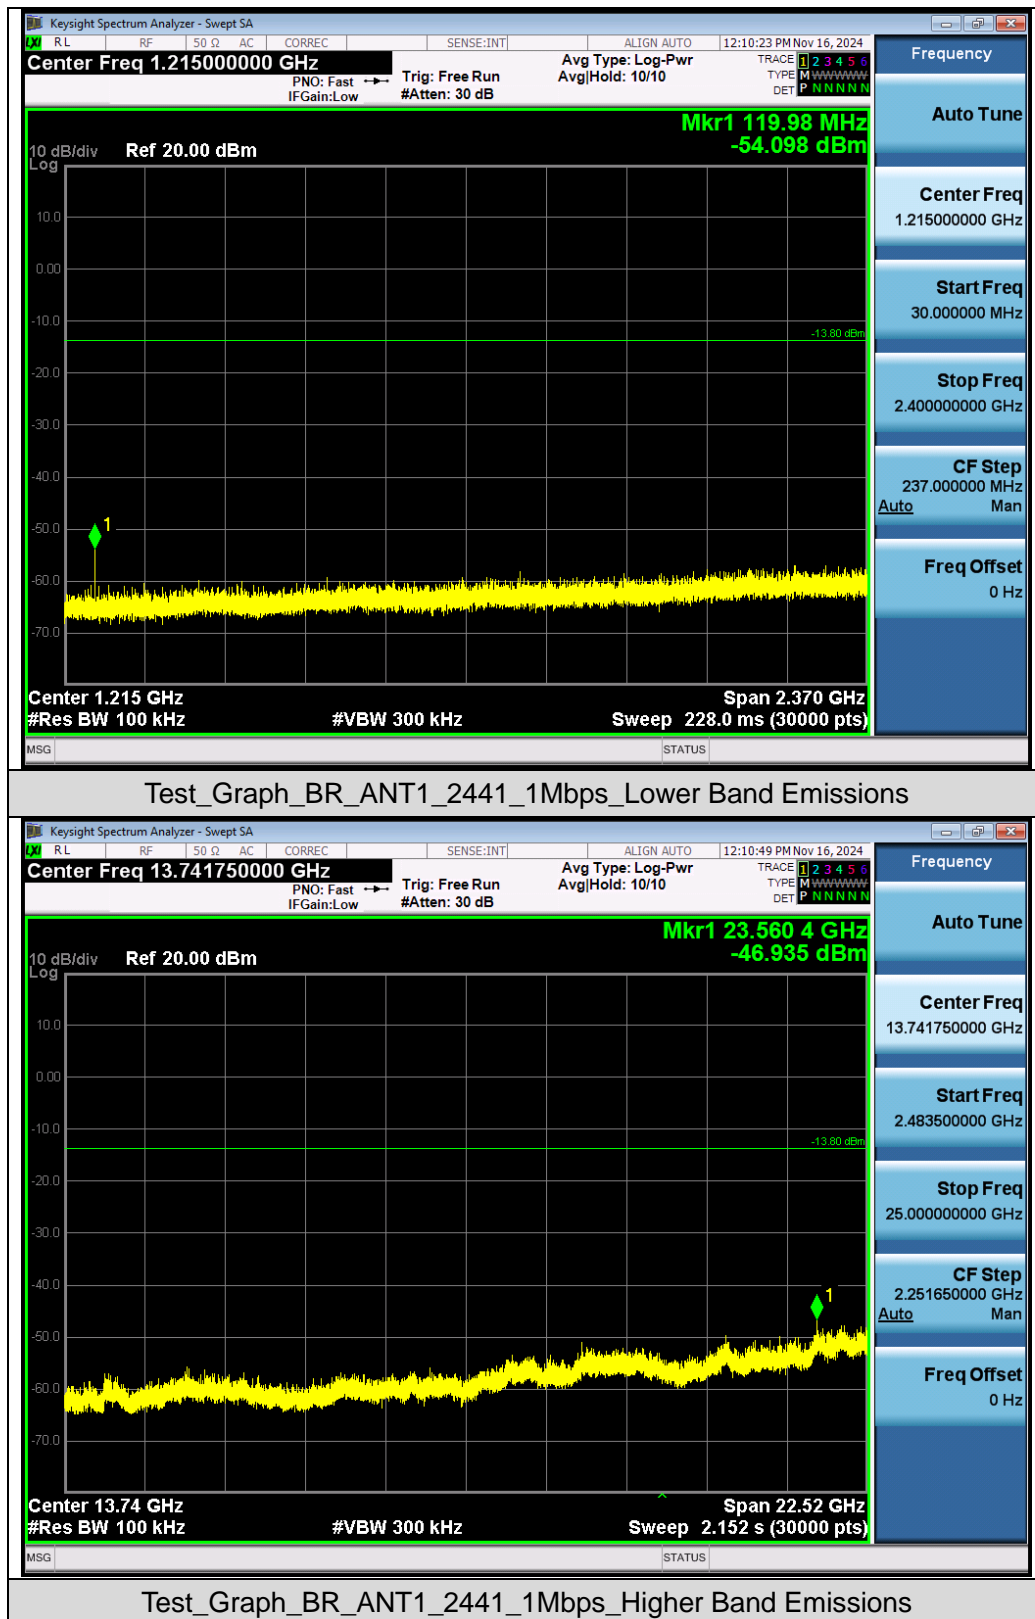 Keysight Spectrum Analyzer - Swept SA
LXI RL RF 50 Ω AC CORREC SENSE:INT ALIGN AUTO 12:10:23 PM Nov 16, 2024
Center Freq 1.215000000 GHz
PNO: Fast
IFGain:Low
Trig: Free Run
#Atten: 30 dB
Avg Type: Log-Pwr
Avg|Hold: 10/10
TRACE 1 2 3 4 5 6
TYPE M WWWWW
DET P N N N N N
Frequency
Auto Tune
Center Freq
1.215000000 GHz
Start Freq
30.000000 MHz
Stop Freq
2.400000000 GHz
CF Step
237.000000 MHz
Auto Man
Freq Offset
0 Hz
Mkr1 119.98 MHz
-54.098 dBm
10 dB/div Ref 20.00 dBm
Log
10.0
0.00
-10.0
-13.80 dBm
-20.0
-30.0
-40.0
-50.0
1
-60.0
-70.0
Center 1.215 GHz Span 2.370 GHz
#Res BW 100 kHz #VBW 300 kHz Sweep 228.0 ms (30000 pts)
MSG STATUS
Test_Graph_BR_ANT1_2441_1Mbps_Lower Band Emissions
Keysight Spectrum Analyzer - Swept SA
LXI RL RF 50 Ω AC CORREC SENSE:INT ALIGN AUTO 12:10:49 PM Nov 16, 2024
Center Freq 13.741750000 GHz
PNO: Fast
IFGain:Low
Trig: Free Run
#Atten: 30 dB
Avg Type: Log-Pwr
Avg|Hold: 10/10
TRACE 1 2 3 4 5 6
TYPE M WWWWW
DET P N N N N N
Frequency
Auto Tune
Center Freq
13.741750000 GHz
Start Freq
2.483500000 GHz
Stop Freq
25.000000000 GHz
CF Step
2.251650000 GHz
Auto Man
Freq Offset
0 Hz
Mkr1 23.560 4 GHz
-46.935 dBm
10 dB/div Ref 20.00 dBm
Log
10.0
0.00
-10.0
-13.80 dBm
-20.0
-30.0
-40.0
1
-50.0
-60.0
-70.0
Center 13.74 GHz Span 22.52 GHz
#Res BW 100 kHz #VBW 300 kHz Sweep 2.152 s (30000 pts)
MSG STATUS
Test_Graph_BR_ANT1_2441_1Mbps_Higher Band Emissions